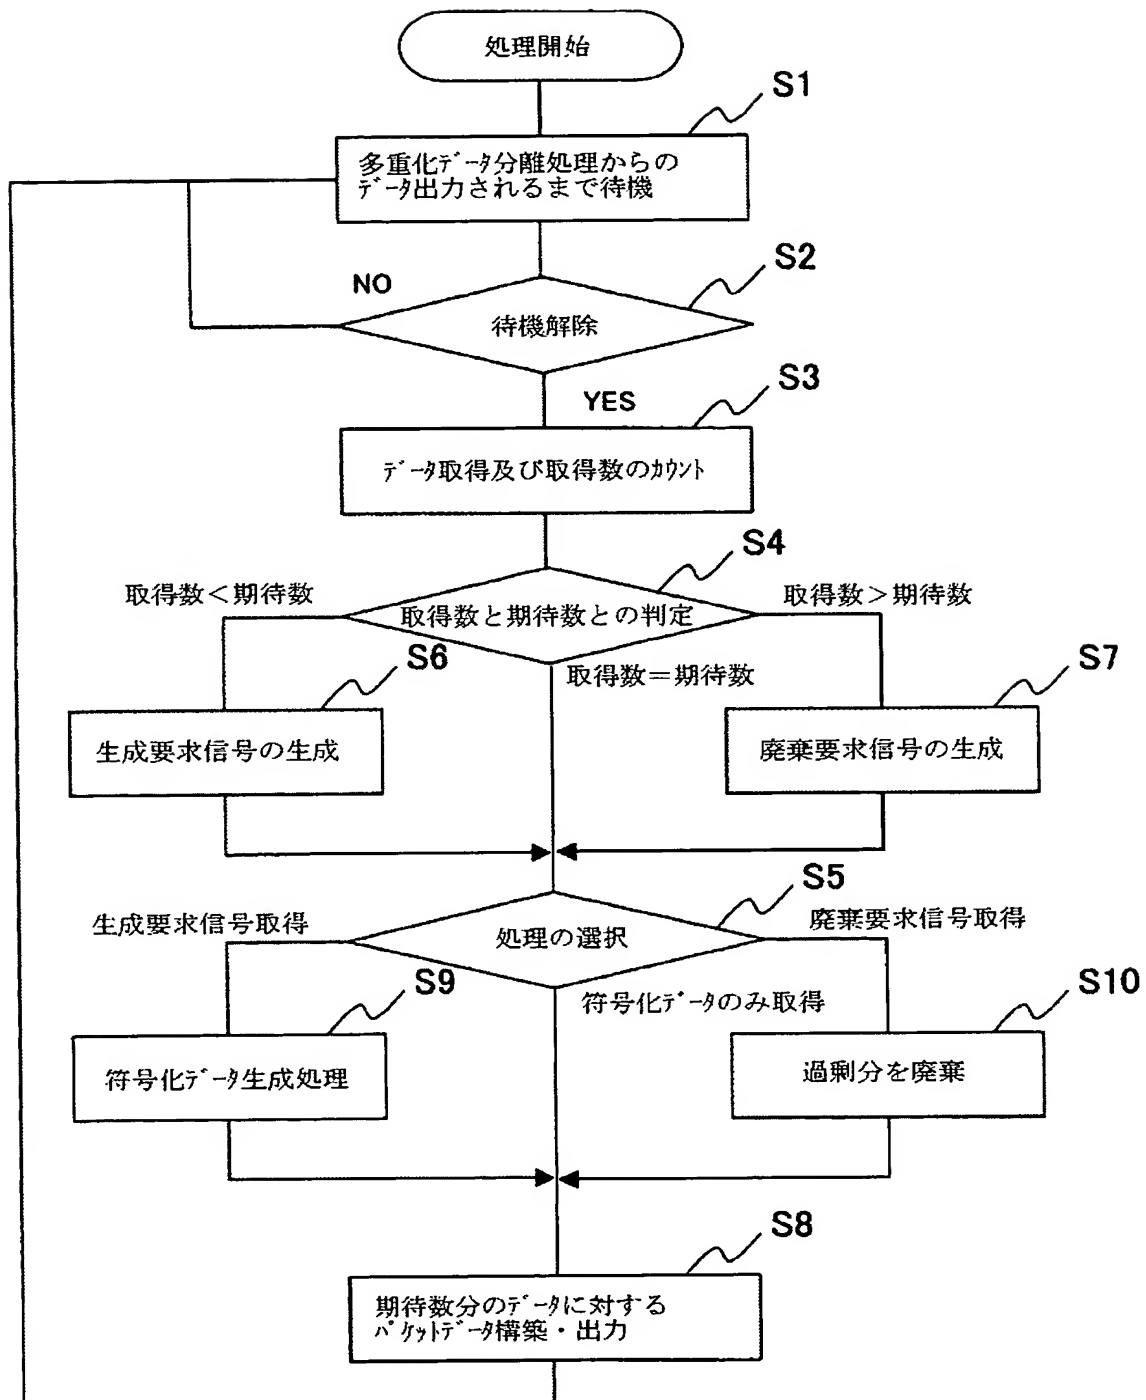 処理開始
S1
多重化データ分離処理からの
データ出力されるまで待機
S2
NO
待機解除
YES
S3
データ取得及び取得数のカウント
S4
取得数＜期待数
取得数と期待数との判定
取得数＞期待数
取得数＝期待数
S6
生成要求信号の生成
S7
廃棄要求信号の生成
S5
生成要求信号取得
処理の選択
廃棄要求信号取得
符号化データのみ取得
S9
符号化データ生成処理
S10
過剰分を廃棄
S8
期待数分のデータに対する
パケットデータ構築・出力